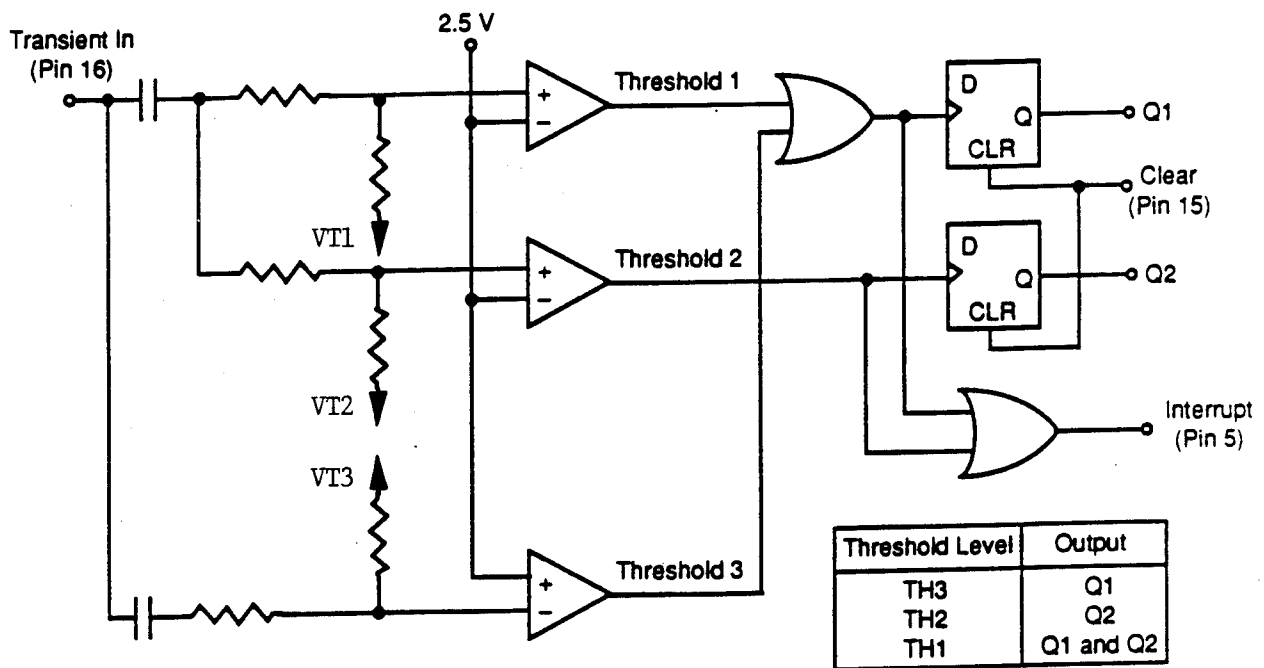 2.5 V
Transient In
(Pin 16)
+
−
Threshold 1
D
Q
CLR
Q1
Clear
(Pin 15)
VT1
+
−
Threshold 2
D
Q
CLR
Q2
VT2
VT3
Interrupt
(Pin 5)
+
−
Threshold 3
Threshold Level Output
TH3 Q1
TH2 Q2
TH1 Q1 and Q2